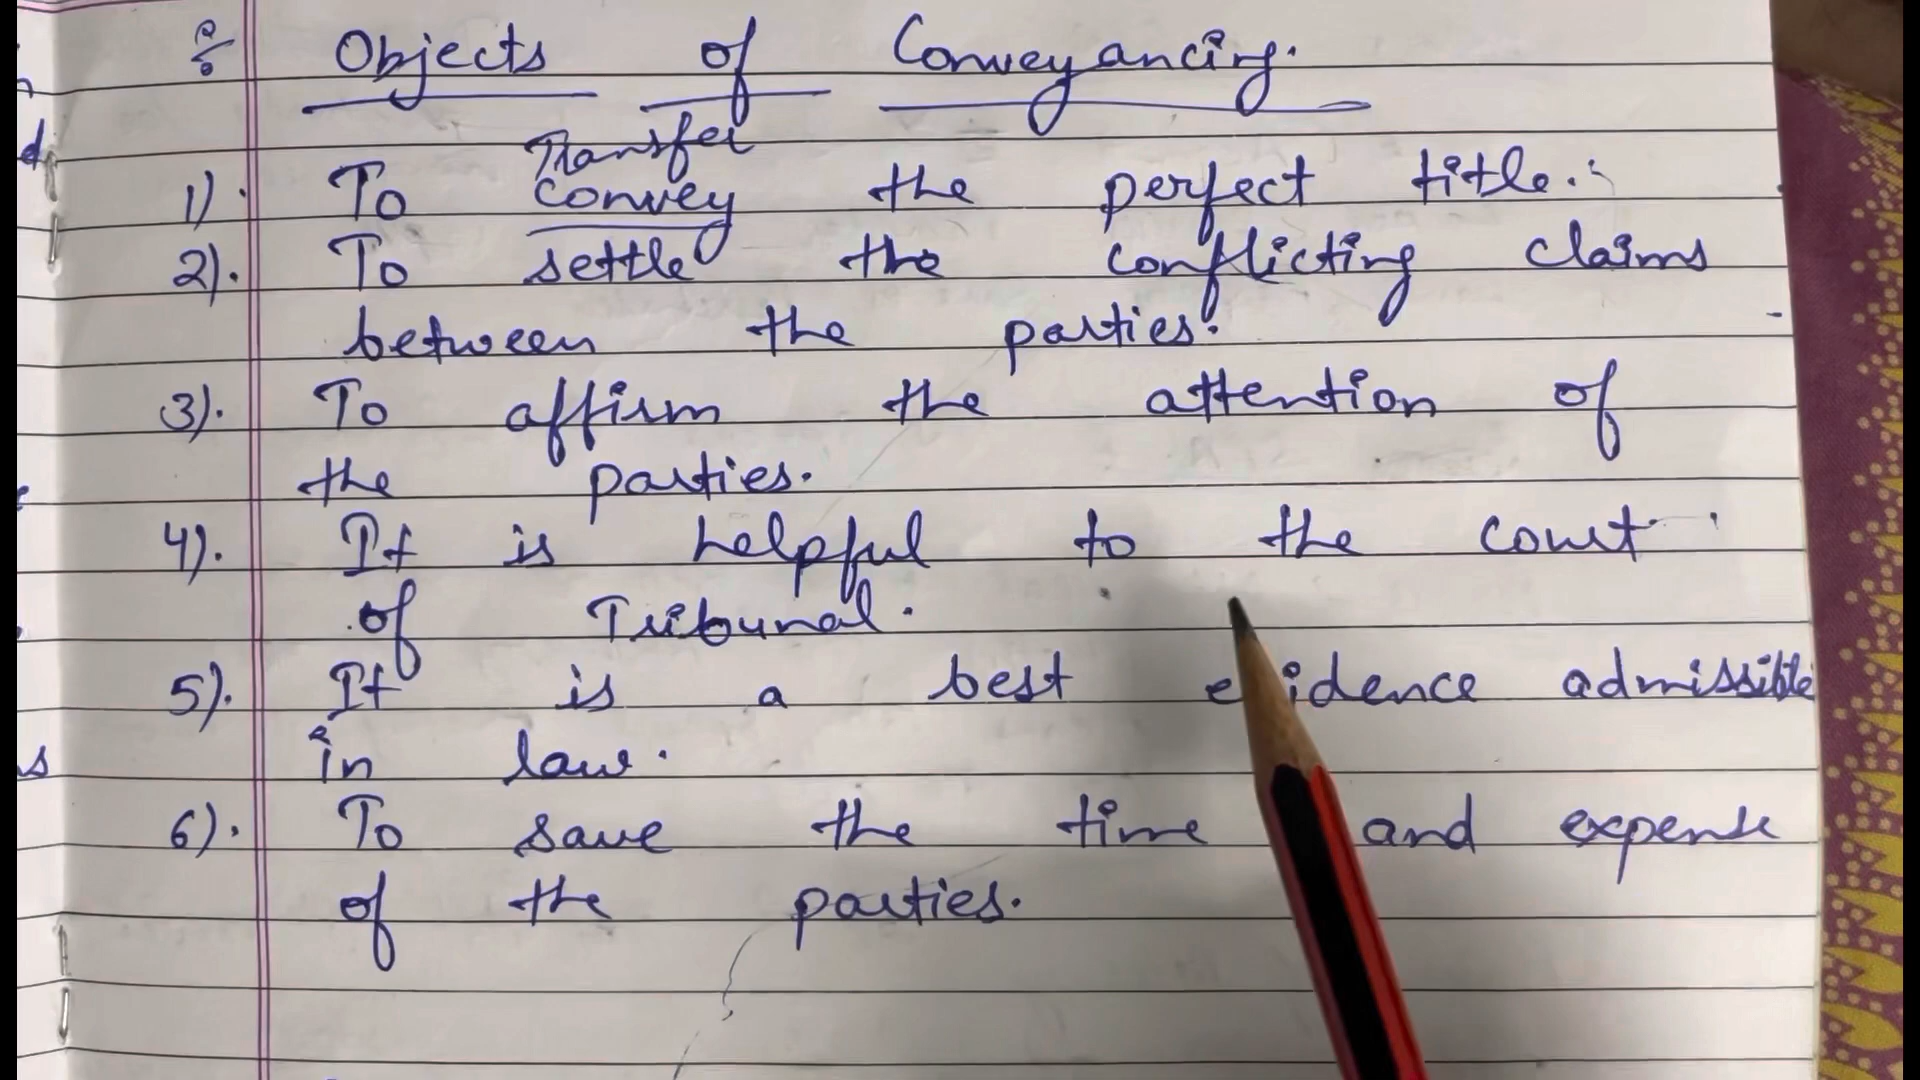 Objects of Conveyancing.
Transfer
1). To convey the perfect title.
2). To settle the conflicting claims
between the parties.
3). To affirm the attention of
the parties.
4). It is helpful to the court
of Tribunal.
5). It is a best evidence admissible
in law.
6). To save the time and expense
of the parties.